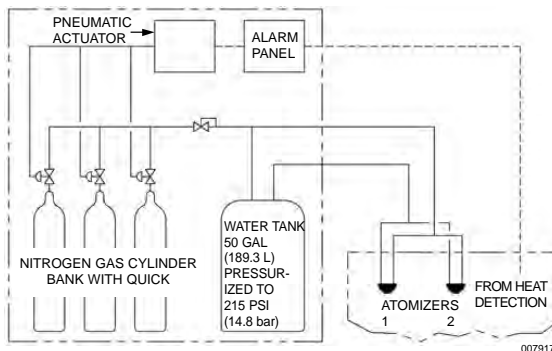 PNEUMATIC
ACTUATOR
ALARM
PANEL
NITROGEN GAS CYLINDER
BANK WITH QUICK
WATER TANK
50 GAL
(189.3 L)
PRESSUR-
IZED TO
215 PSI
(14.8 bar)
ATOMIZERS
1 2
FROM HEAT
DETECTION
007917